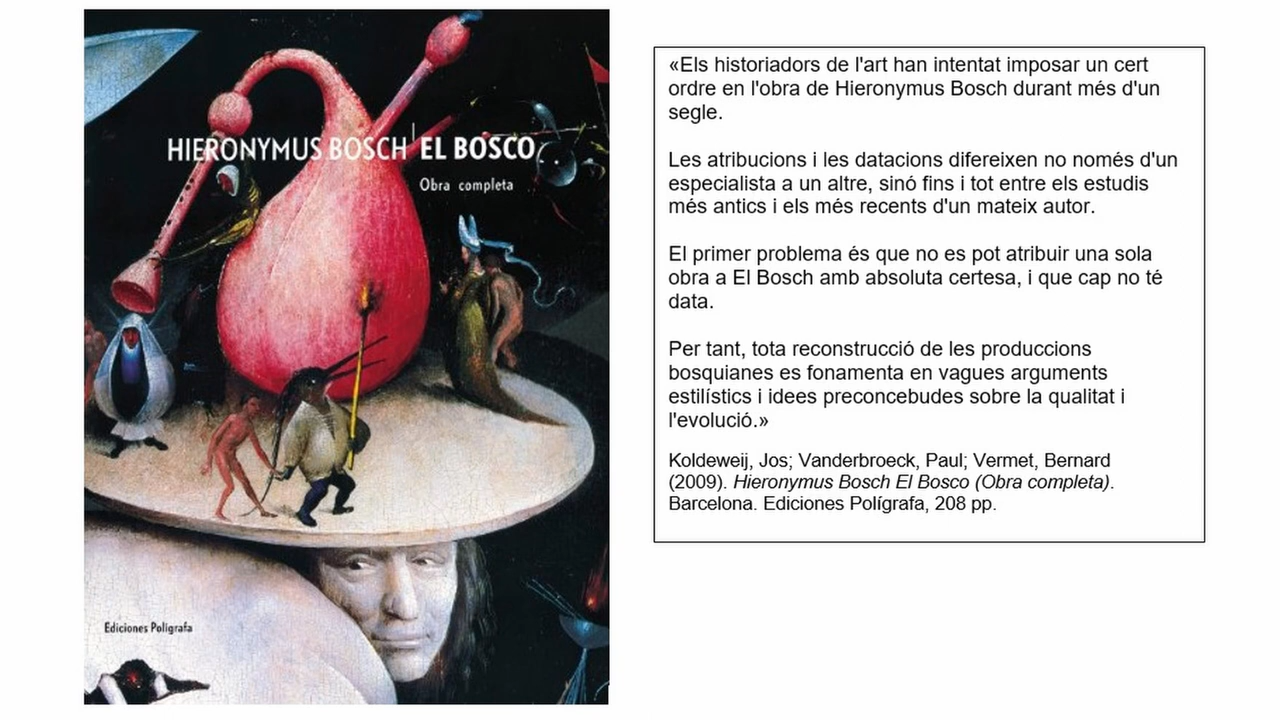 HIERONYMUS BOSCH EL BOSCO
Obra completa
Ediciones Polígrafa
«Els historiadors de l'art han intentat imposar un cert
ordre en l'obra de Hieronymus Bosch durant més d'un
segle.
Les atribucions i les datacions difereixen no només d'un
especialista a un altre, sinó fins i tot entre els estudis
més antics i els més recents d'un mateix autor.
El primer problema és que no es pot atribuir una sola
obra a El Bosch amb absoluta certesa, i que cap no té
data.
Per tant, tota reconstrucció de les produccions
bosquianes es fonamenta en vagues arguments
estilístics i idees preconcebudes sobre la qualitat i
l'evolució.»
Koldeweij, Jos; Vanderbroeck, Paul; Vermet, Bernard
(2009). Hieronymus Bosch El Bosco (Obra completa).
Barcelona. Ediciones Polígrafa, 208 pp.